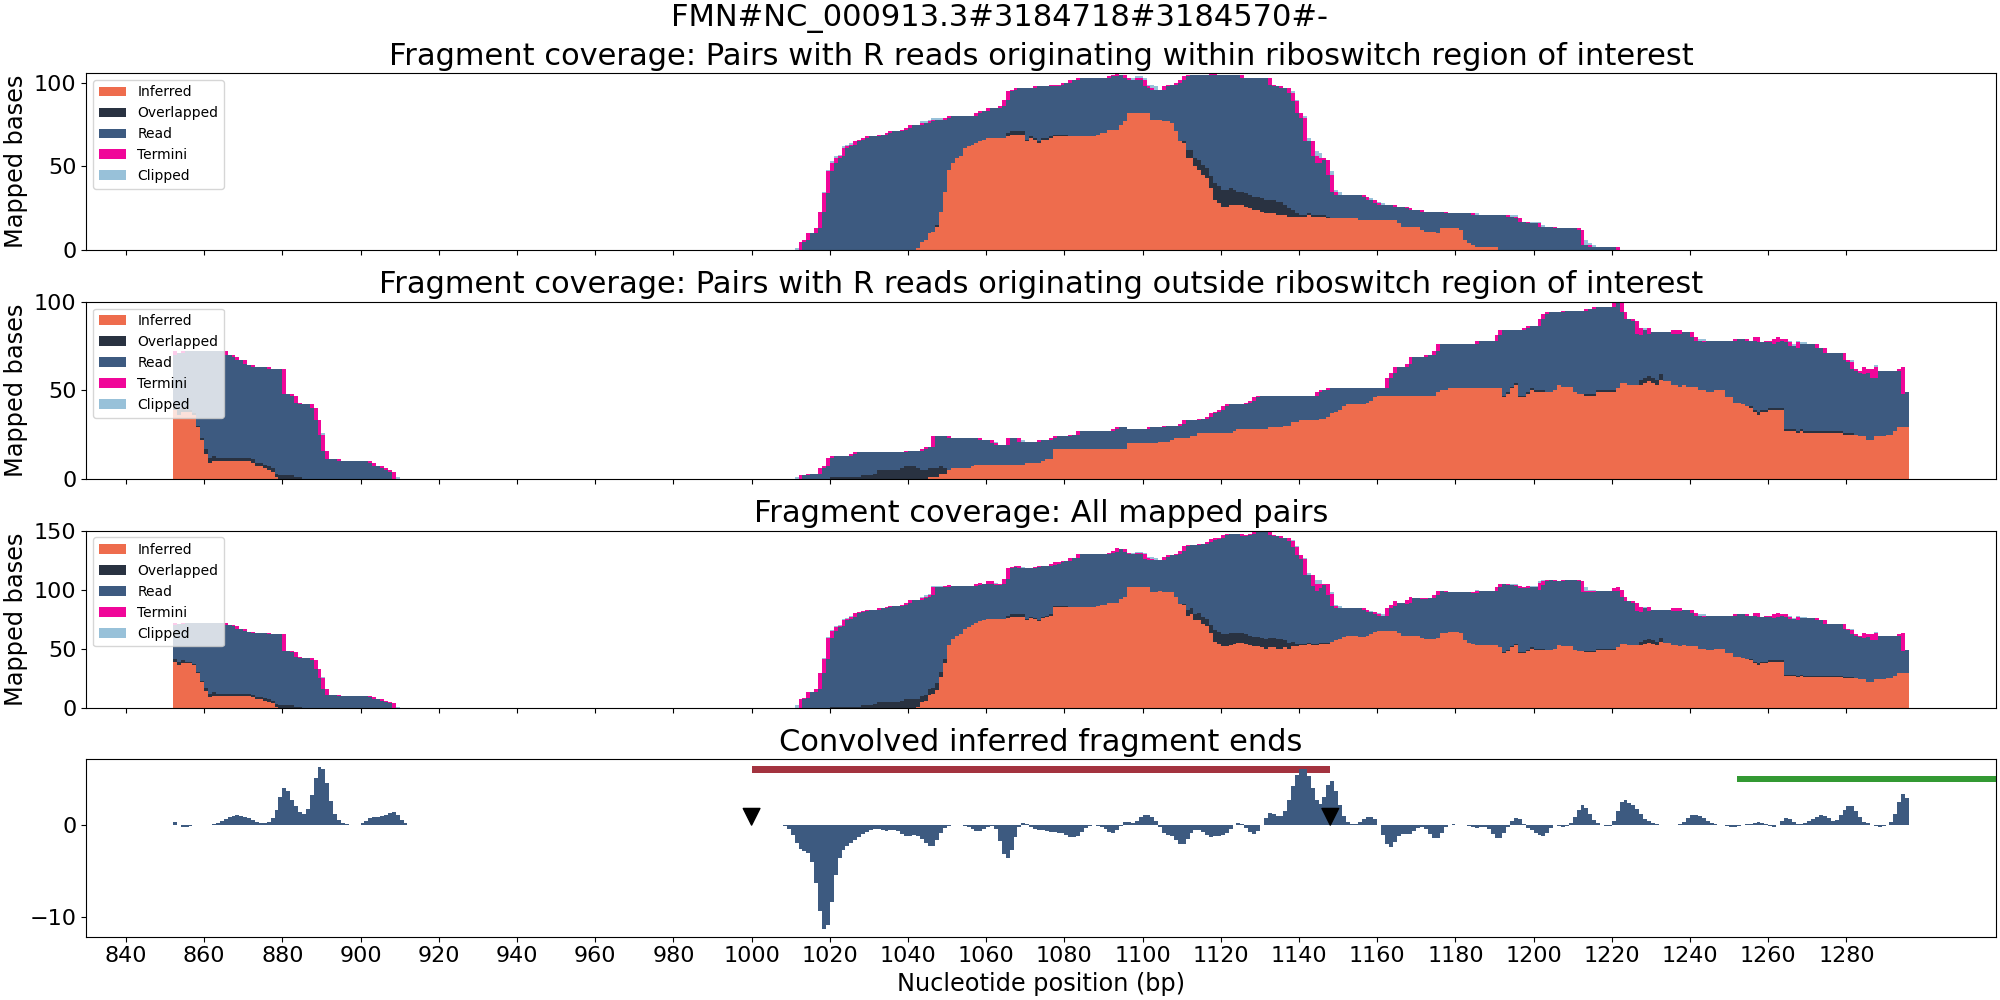 FMN#NC_000913.3#3184718#3184570#-
Fragment coverage: Pairs with R reads originating within riboswitch region of interest
Mapped bases
100
50
0
Inferred
Overlapped
Read
Termini
Clipped
Fragment coverage: Pairs with R reads originating outside riboswitch region of interest
Mapped bases
100
50
0
Inferred
Overlapped
Read
Termini
Clipped
Fragment coverage: All mapped pairs
Mapped bases
150
100
50
0
Inferred
Overlapped
Read
Termini
Clipped
Convolved inferred fragment ends
0
−10
840 860 880 900 920 940 960 980 1000 1020 1040 1060 1080 1100 1120 1140 1160 1180 1200 1220 1240 1260 1280
Nucleotide position (bp)